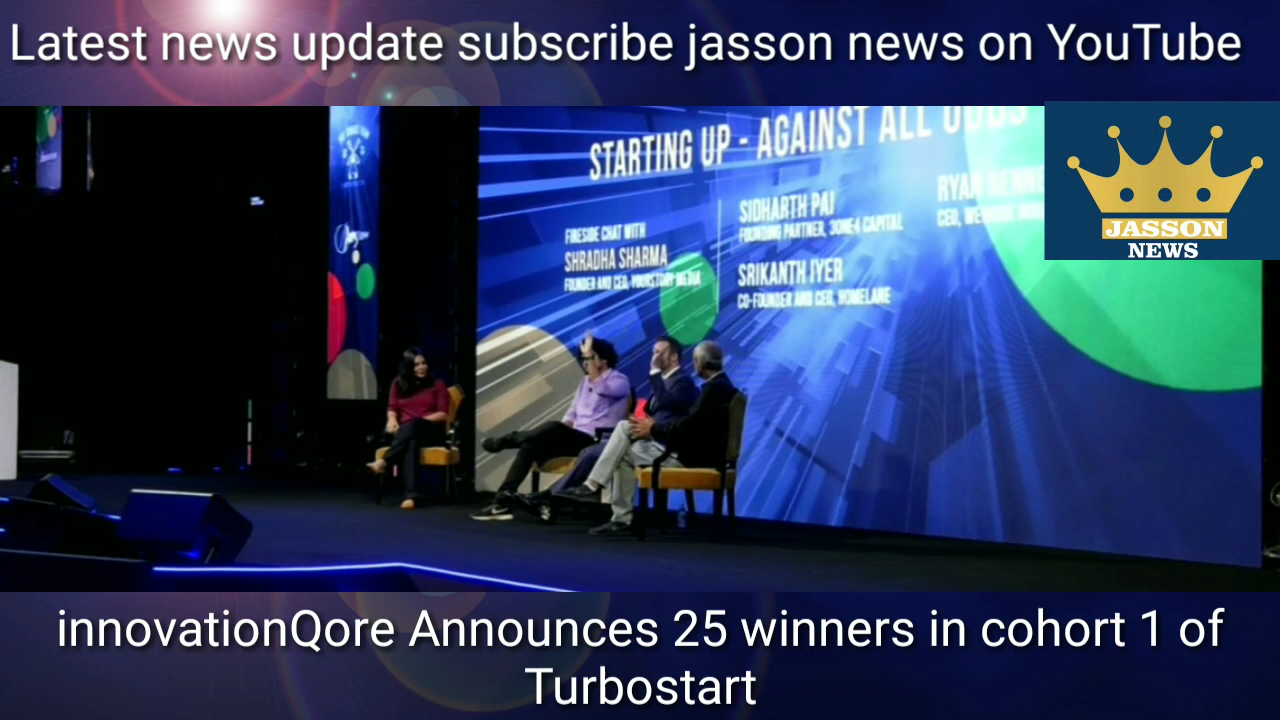 Latest news update subscribe jasson news on YouTube
STARTING UP - AGAINST ALL ODDS
FIRESIDE CHAT WITH
SHRADHA SHARMA
FOUNDER AND CEO, YOURSTORY MEDIA
SIDHARTH PAI
FOUNDING PARTNER, 3ONE4 CAPITAL
SRIKANTH IYER
CO-FOUNDER AND CEO, HOMELANE
RYAN
CEO,
JASSON
NEWS
innovationQore Announces 25 winners in cohort 1 of
Turbostart